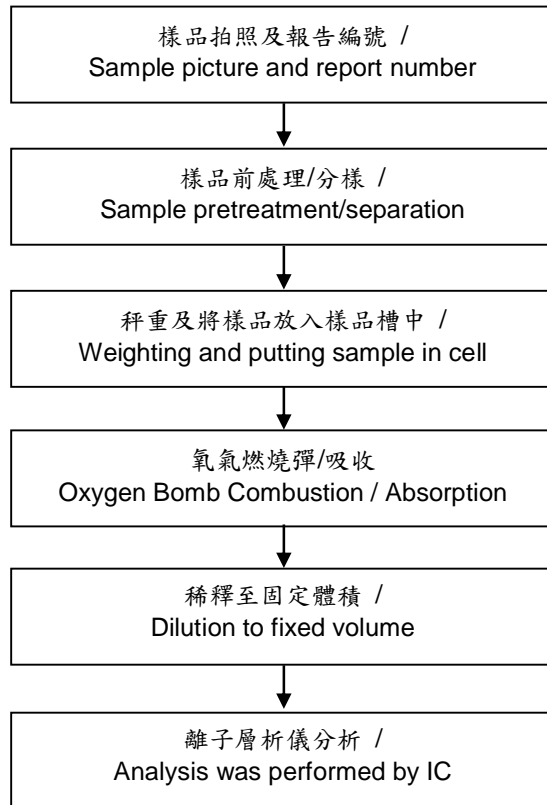 樣品拍照及報告編號 /
Sample picture and report number
樣品前處理/分樣 /
Sample pretreatment/separation
秤重及將樣品放入樣品槽中 /
Weighting and putting sample in cell
氧氣燃燒彈/吸收
Oxygen Bomb Combustion / Absorption
稀釋至固定體積 /
Dilution to fixed volume
離子層析儀分析 /
Analysis was performed by IC